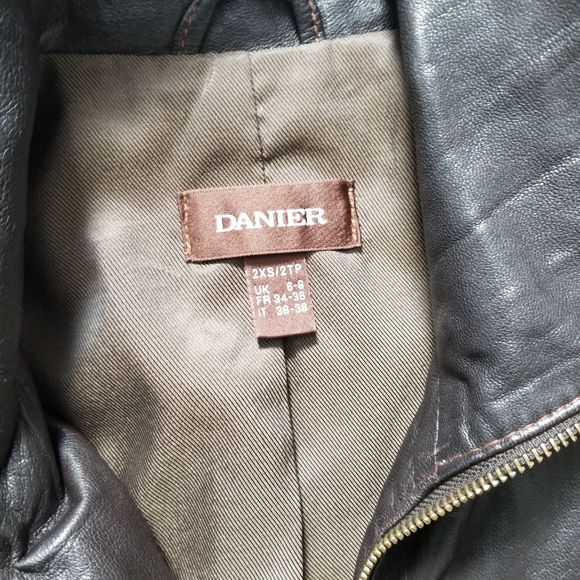 DANIER
2XS/2TP
UK 6-8
FR 34-36
IT 36-38